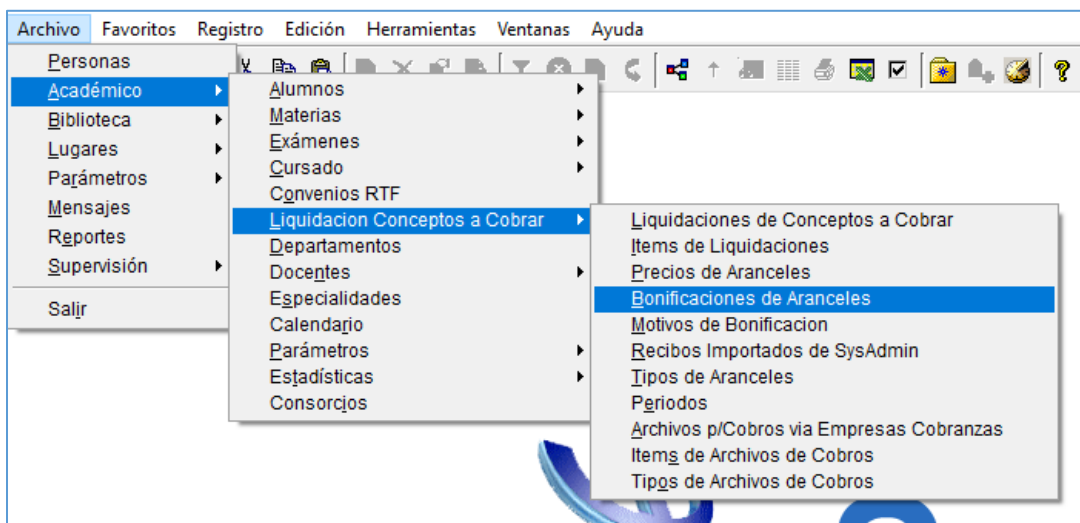 Archivo Favoritos Registro Edición Herramientas Ventanas Ayuda
Personas
Académico
Biblioteca
Lugares
Parámetros
Mensajes
Reportes
Supervisión
Salir
Alumnos
Materias
Exámenes
Cursado
Convenios RTF
Liquidacion Conceptos a Cobrar
Departamentos
Docentes
Especialidades
Calendario
Parámetros
Estadísticas
Consorcios
Liquidaciones de Conceptos a Cobrar
Items de Liquidaciones
Precios de Aranceles
Bonificaciones de Aranceles
Motivos de Bonificacion
Recibos Importados de SysAdmin
Tipos de Aranceles
Periodos
Archivos p/Cobros via Empresas Cobranzas
Items de Archivos de Cobros
Tipos de Archivos de Cobros